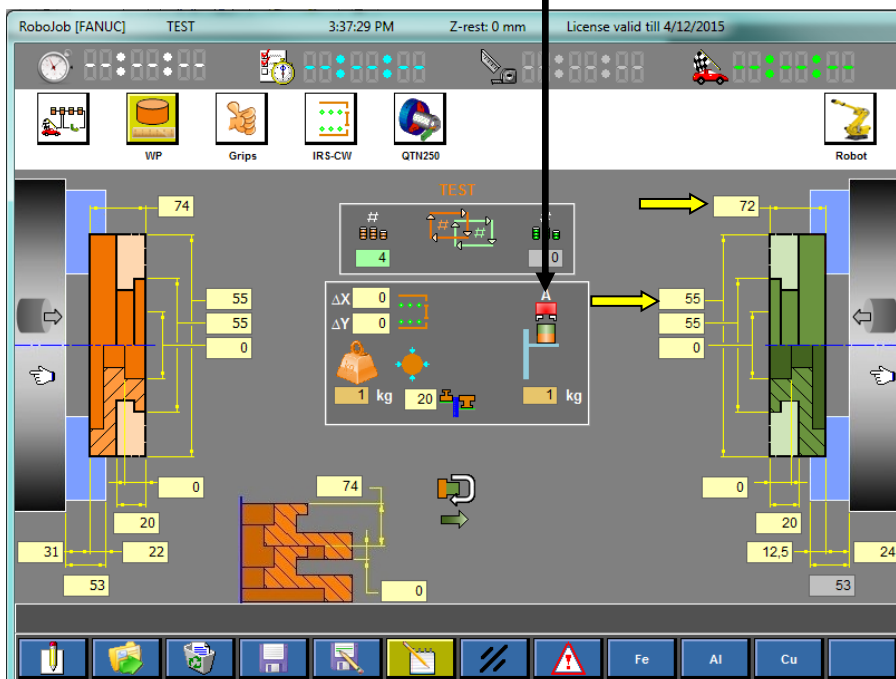 RoboJob [FANUC] TEST 3:37:29 PM Z-rest: 0 mm License valid till 4/12/2015
--:--:-- --:--:-- --:--:-- --:--:--
WP Grips IRS-CW QTN250 Robot
TEST
74 72
# #
# #
4 0
A
ΔX 0
ΔY 0
55 55
55 55
0 0
KG
1 kg 20 1 kg
0 0
74
20 20
31 22 12,5 24
53 53
0
Fe Al Cu